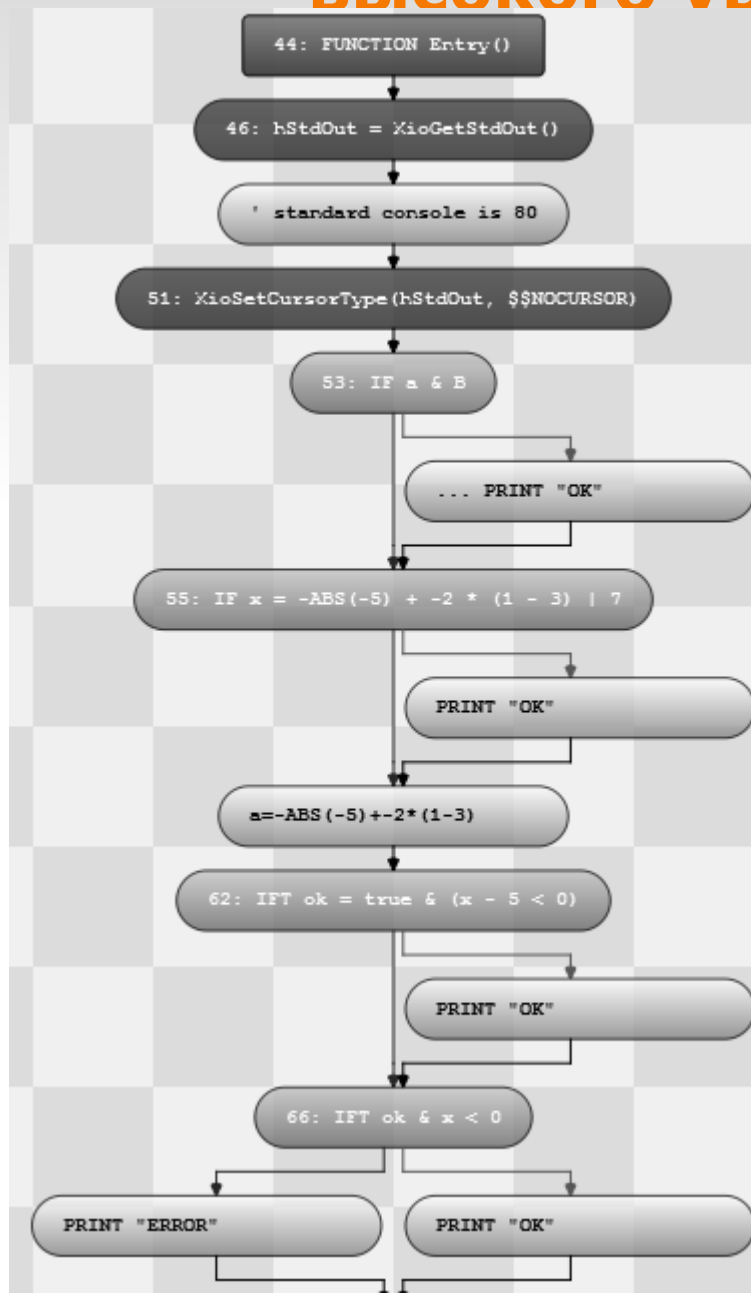 44: FUNCTION Entry()
46: hStdOut = XioGetStdOut()
' standard console is 80
51: XioSetCursorType(hStdOut, $$NOCURSOR)
53: IF a & B
... PRINT "OK"
55: IF x = -ABS(-5) + -2 * (1 - 3) | 7
PRINT "OK"
a=-ABS(-5)+-2*(1-3)
62: IFT ok = true & (x - 5 < 0)
PRINT "OK"
66: IFT ok & x < 0
PRINT "ERROR"
PRINT "OK"